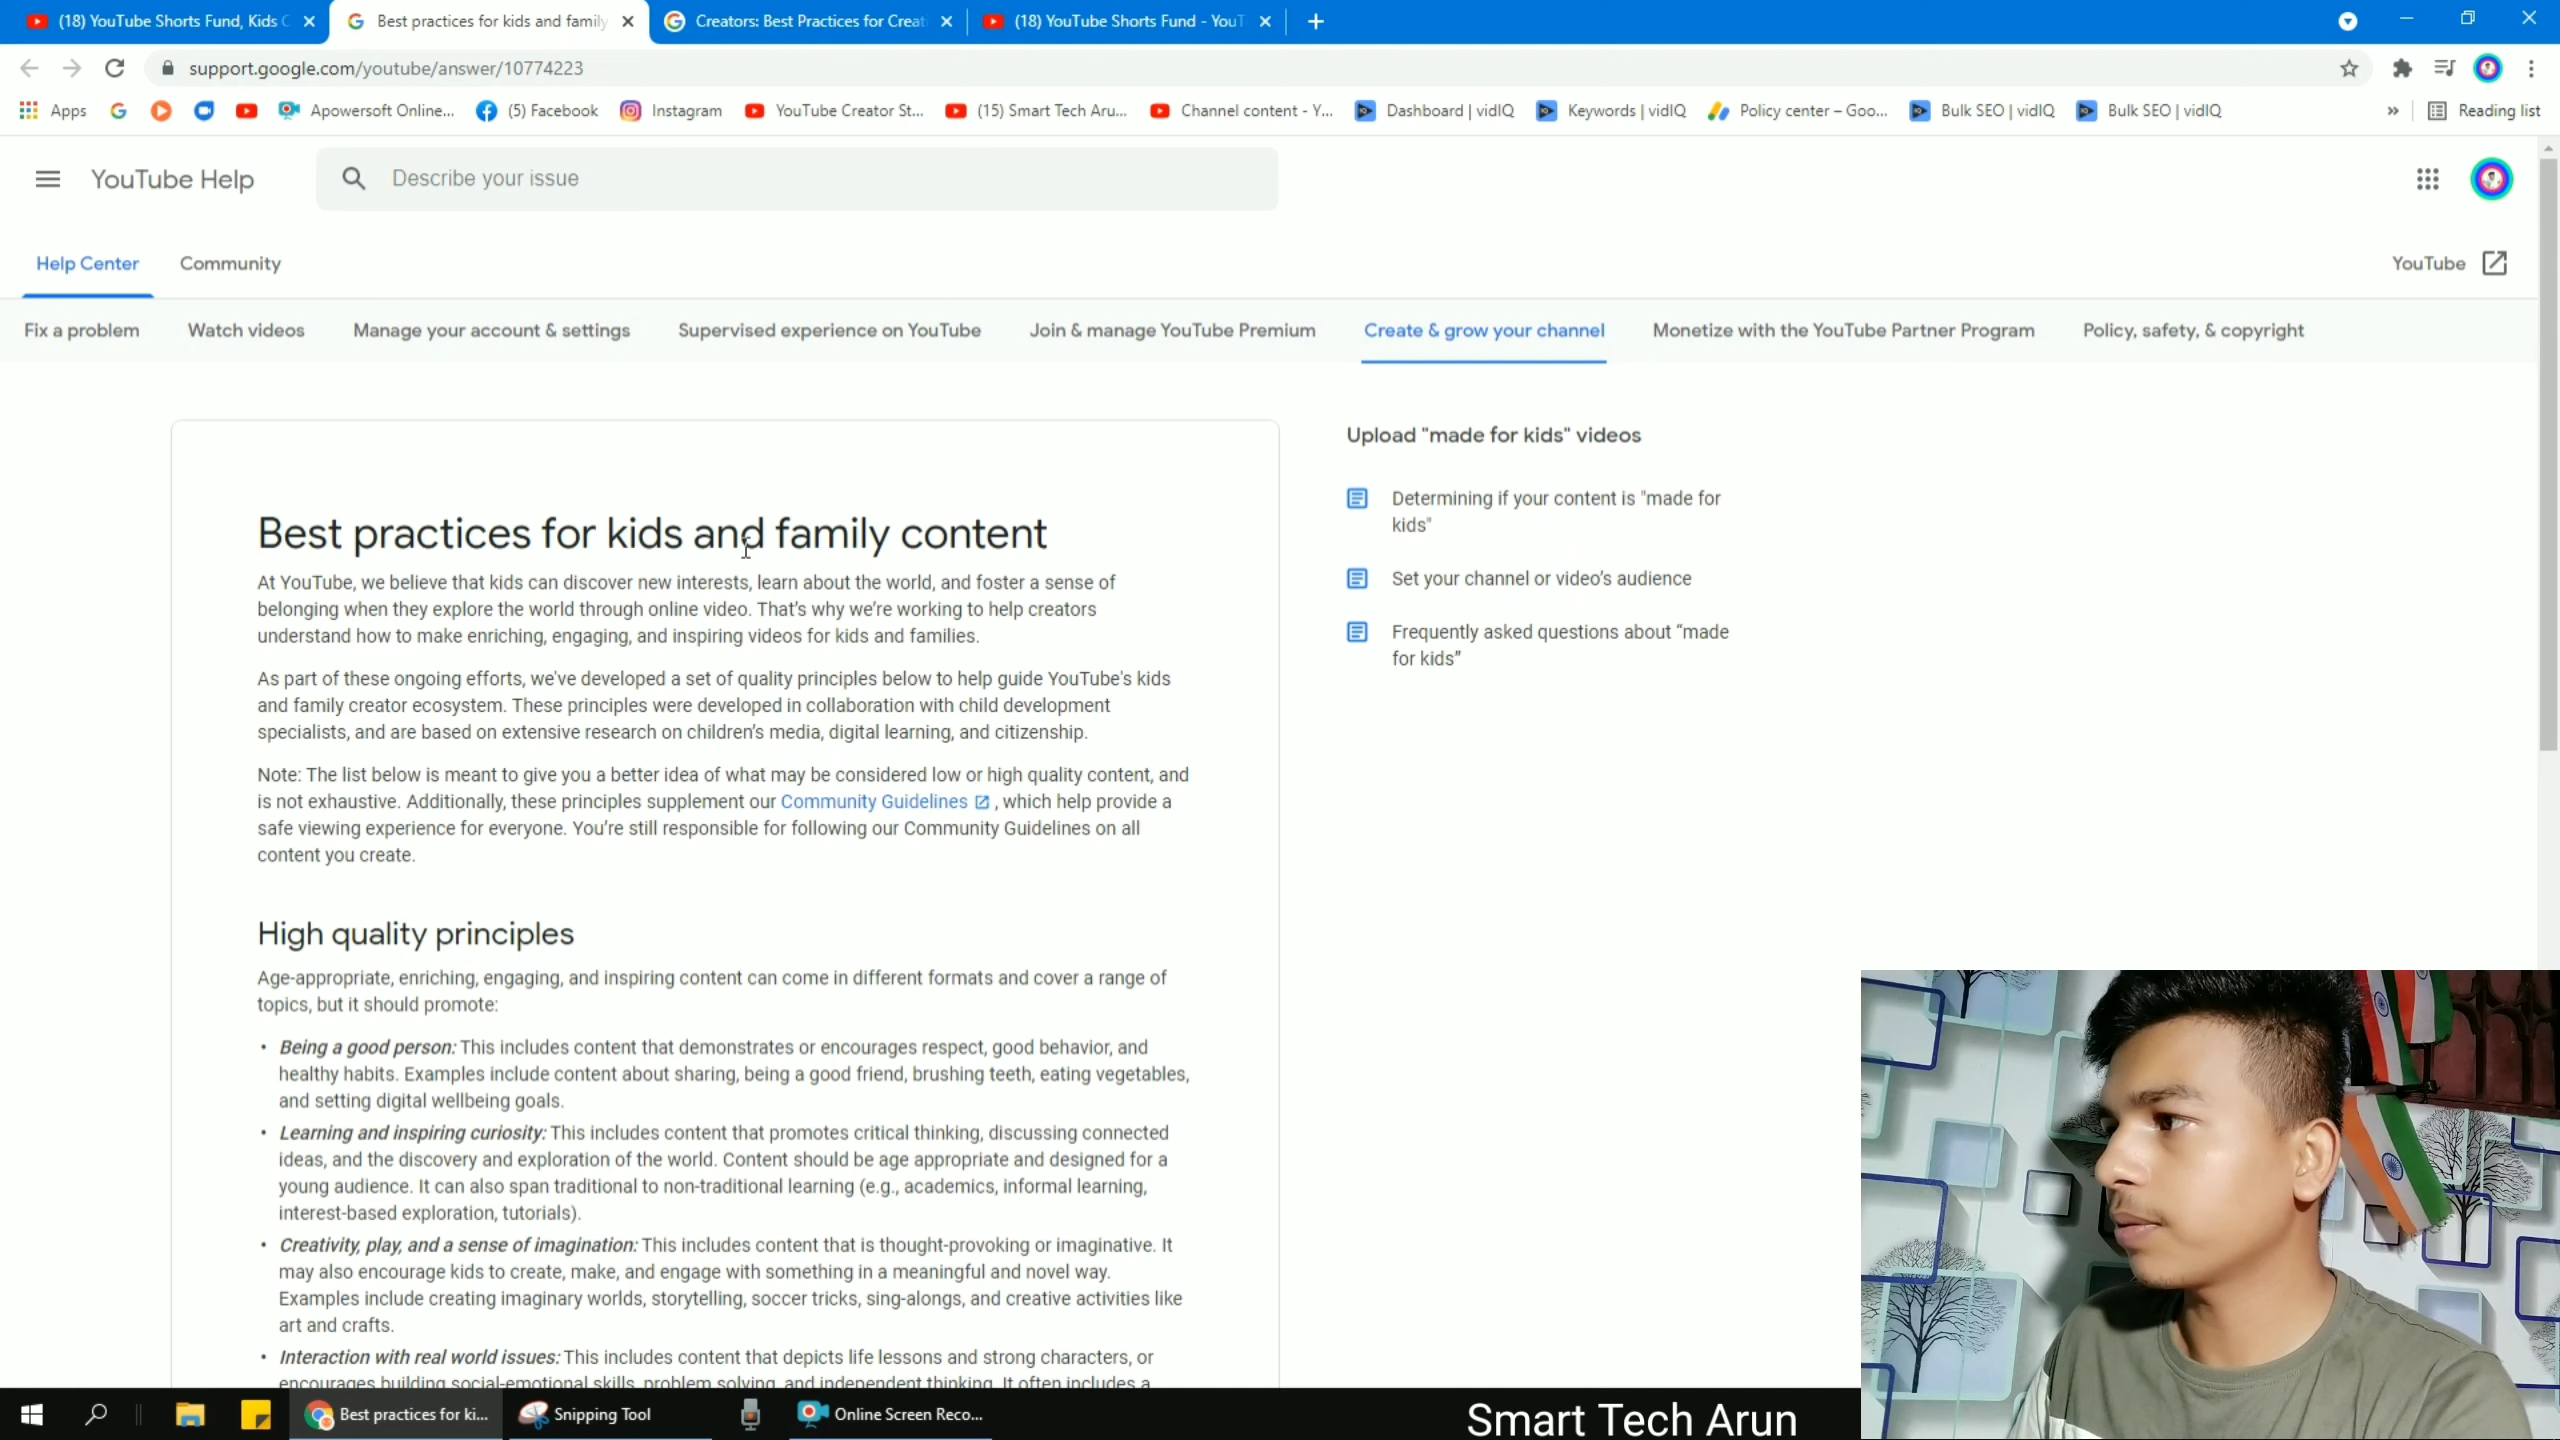 (18) YouTube Shorts Fund, Kids C
Best practices for kids and family
Creators: Best Practices for Creat
(18) YouTube Shorts Fund - YouT
support.google.com/youtube/answer/10774223
Apps
Apowersoft Online...
(5) Facebook
Instagram
YouTube Creator St...
(15) Smart Tech Aru...
Channel content - Y...
Dashboard | vidIQ
Keywords | vidIQ
Policy center – Goo...
Bulk SEO | vidIQ
Bulk SEO | vidIQ
»
Reading list
YouTube Help
Describe your issue
Help Center
Community
YouTube
Fix a problem
Watch videos
Manage your account & settings
Supervised experience on YouTube
Join & manage YouTube Premium
Create & grow your channel
Monetize with the YouTube Partner Program
Policy, safety, & copyright
Best practices for kids and family content
At YouTube, we believe that kids can discover new interests, learn about the world, and foster a sense of
belonging when they explore the world through online video. That's why we're working to help creators
understand how to make enriching, engaging, and inspiring videos for kids and families.
As part of these ongoing efforts, we've developed a set of quality principles below to help guide YouTube's kids
and family creator ecosystem. These principles were developed in collaboration with child development
specialists, and are based on extensive research on children's media, digital learning, and citizenship.
Note: The list below is meant to give you a better idea of what may be considered low or high quality content, and
is not exhaustive. Additionally, these principles supplement our Community Guidelines , which help provide a
safe viewing experience for everyone. You're still responsible for following our Community Guidelines on all
content you create.
High quality principles
Age-appropriate, enriching, engaging, and inspiring content can come in different formats and cover a range of
topics, but it should promote:
• Being a good person: This includes content that demonstrates or encourages respect, good behavior, and
healthy habits. Examples include content about sharing, being a good friend, brushing teeth, eating vegetables,
and setting digital wellbeing goals.
• Learning and inspiring curiosity: This includes content that promotes critical thinking, discussing connected
ideas, and the discovery and exploration of the world. Content should be age appropriate and designed for a
young audience. It can also span traditional to non-traditional learning (e.g., academics, informal learning,
interest-based exploration, tutorials).
• Creativity, play, and a sense of imagination: This includes content that is thought-provoking or imaginative. It
may also encourage kids to create, make, and engage with something in a meaningful and novel way.
Examples include creating imaginary worlds, storytelling, soccer tricks, sing-alongs, and creative activities like
art and crafts.
• Interaction with real world issues: This includes content that depicts life lessons and strong characters, or
encourages building social-emotional skills, problem solving, and independent thinking. It often includes a
Upload "made for kids" videos
Determining if your content is "made for
kids"
Set your channel or video's audience
Frequently asked questions about “made
for kids”
Best practices for ki...
Snipping Tool
Online Screen Reco...
Smart Tech Arun